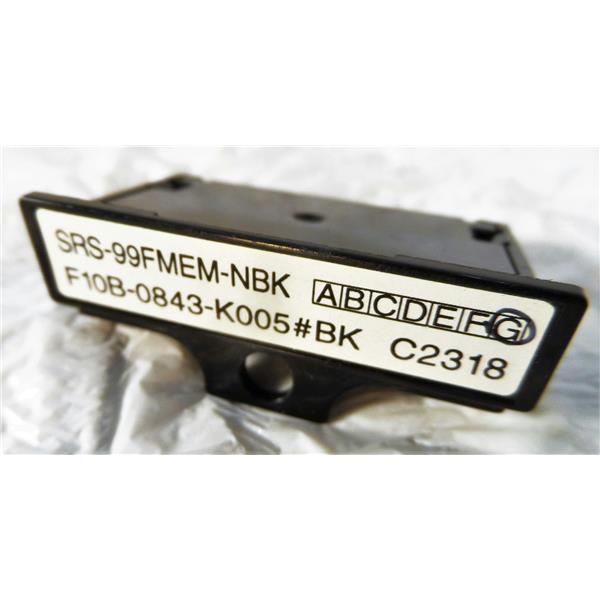 SRS-99FMEM-NBK ABCDEFG
F10B-0843-K005#BK C2318